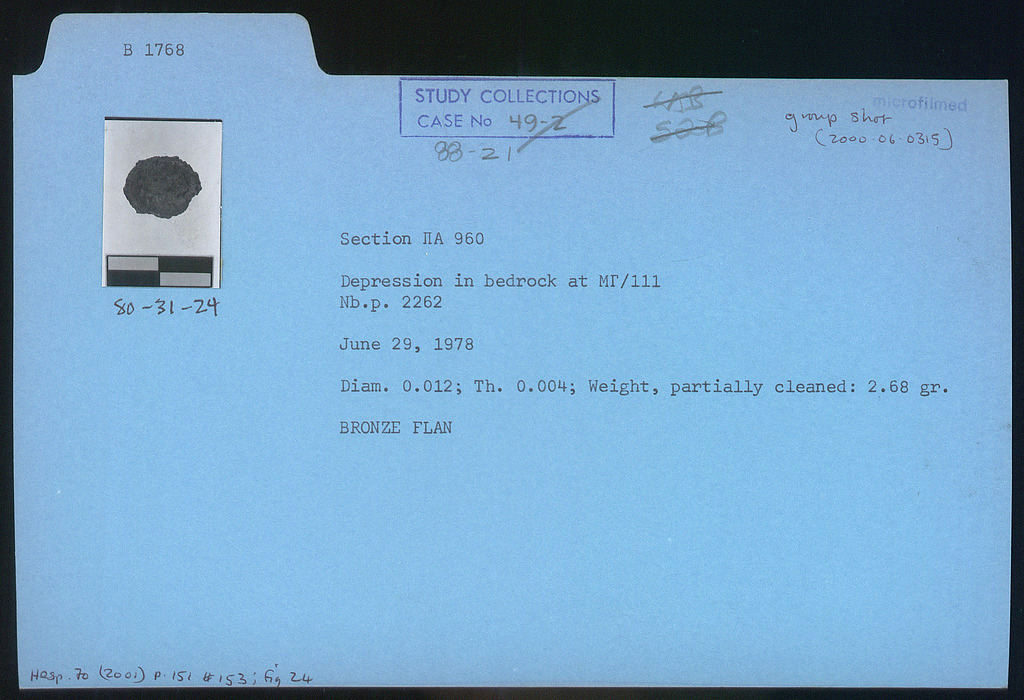 B 1768
STUDY COLLECTIONS
CASE No 49-2
88-21
LAB
microfilmed
group shot
(2000.06.0315)
80-31-24
Section ΠA 960
Depression in bedrock at MΓ/111
Nb.p. 2262
June 29, 1978
Diam. 0.012; Th. 0.004; Weight, partially cleaned: 2.68 gr.
BRONZE FLAN
Hesp. 70 (2001) p. 151 #153; fig 24